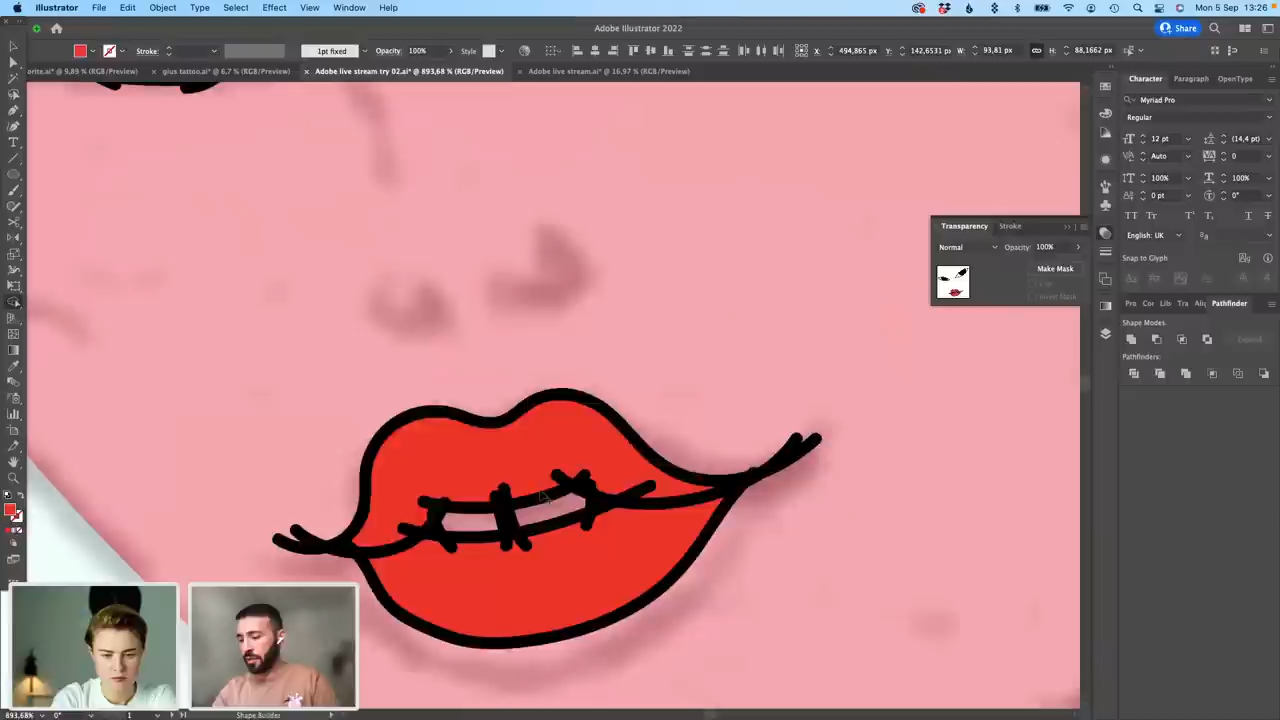 Illustrator File Edit Object Type Select Effect View Window Help Mon 5 Sep 13:26
Adobe Illustrator 2022 Share
Stroke: 1pt fixed Opacity: 100% Style X: 494,865 px Y: 142,6531 px W: 93,81 px H: 88,1662 px
orite.ai* @ 9,89 % (RGB/Preview) × gius tattoo.ai* @ 6,7 % (RGB/Preview) × Adobe live stream try 02.ai* @ 893,68 % (RGB/Preview) × Adobe live stream.ai* @ 16,97 % (RGB/Preview)
Character Paragraph OpenType
Myriad Pro
Regular
12 pt (14,4 pt)
Auto 0
100% 100%
0 pt 0°
English: UK
Snap to Glyph
Transparency Stroke
Normal Opacity: 100%
Make Mask
Clip
Invert Mask
Pro Cor Lib Tra Alig Pathfinder
Shape Modes:
Expand
Pathfinders:
893,68% 0° 1 Shape Builder